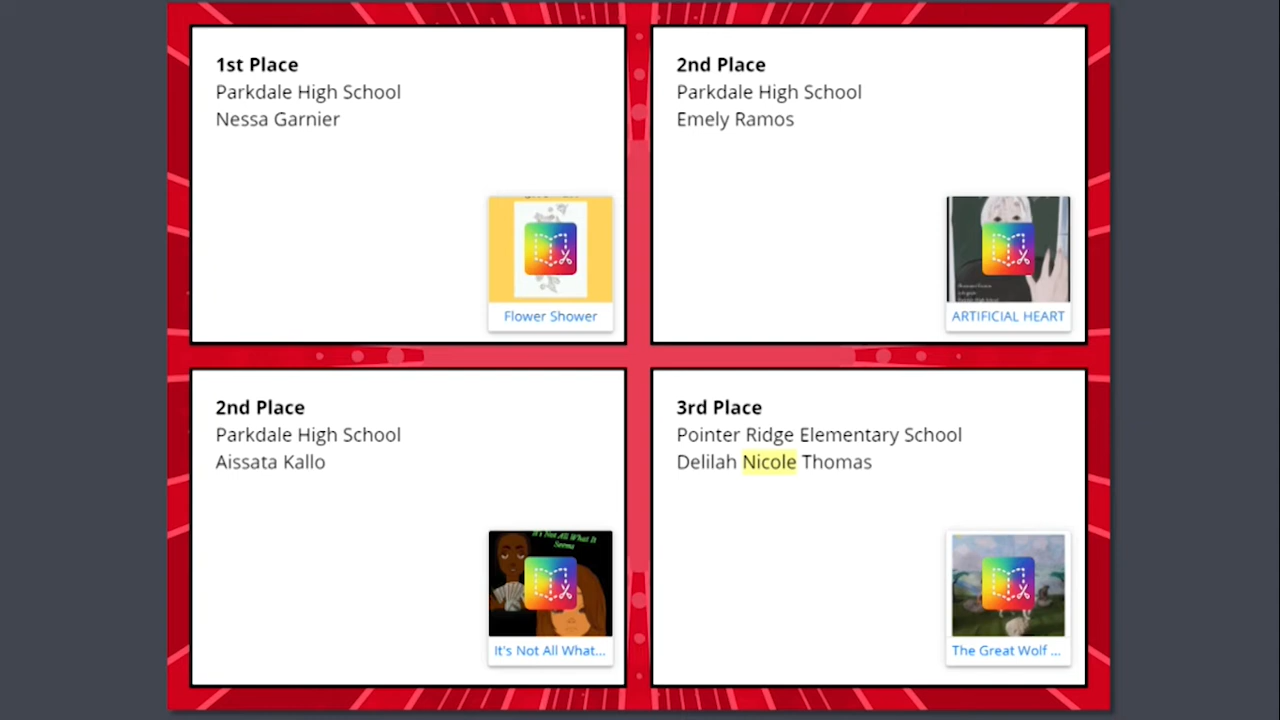 1st Place
Parkdale High School
Nessa Garnier
Flower Shower
2nd Place
Parkdale High School
Emely Ramos
ARTIFICIAL HEART
2nd Place
Parkdale High School
Aissata Kallo
It's Not All What It
Seems
It's Not All What...
3rd Place
Pointer Ridge Elementary School
Delilah Nicole Thomas
The Great Wolf ...